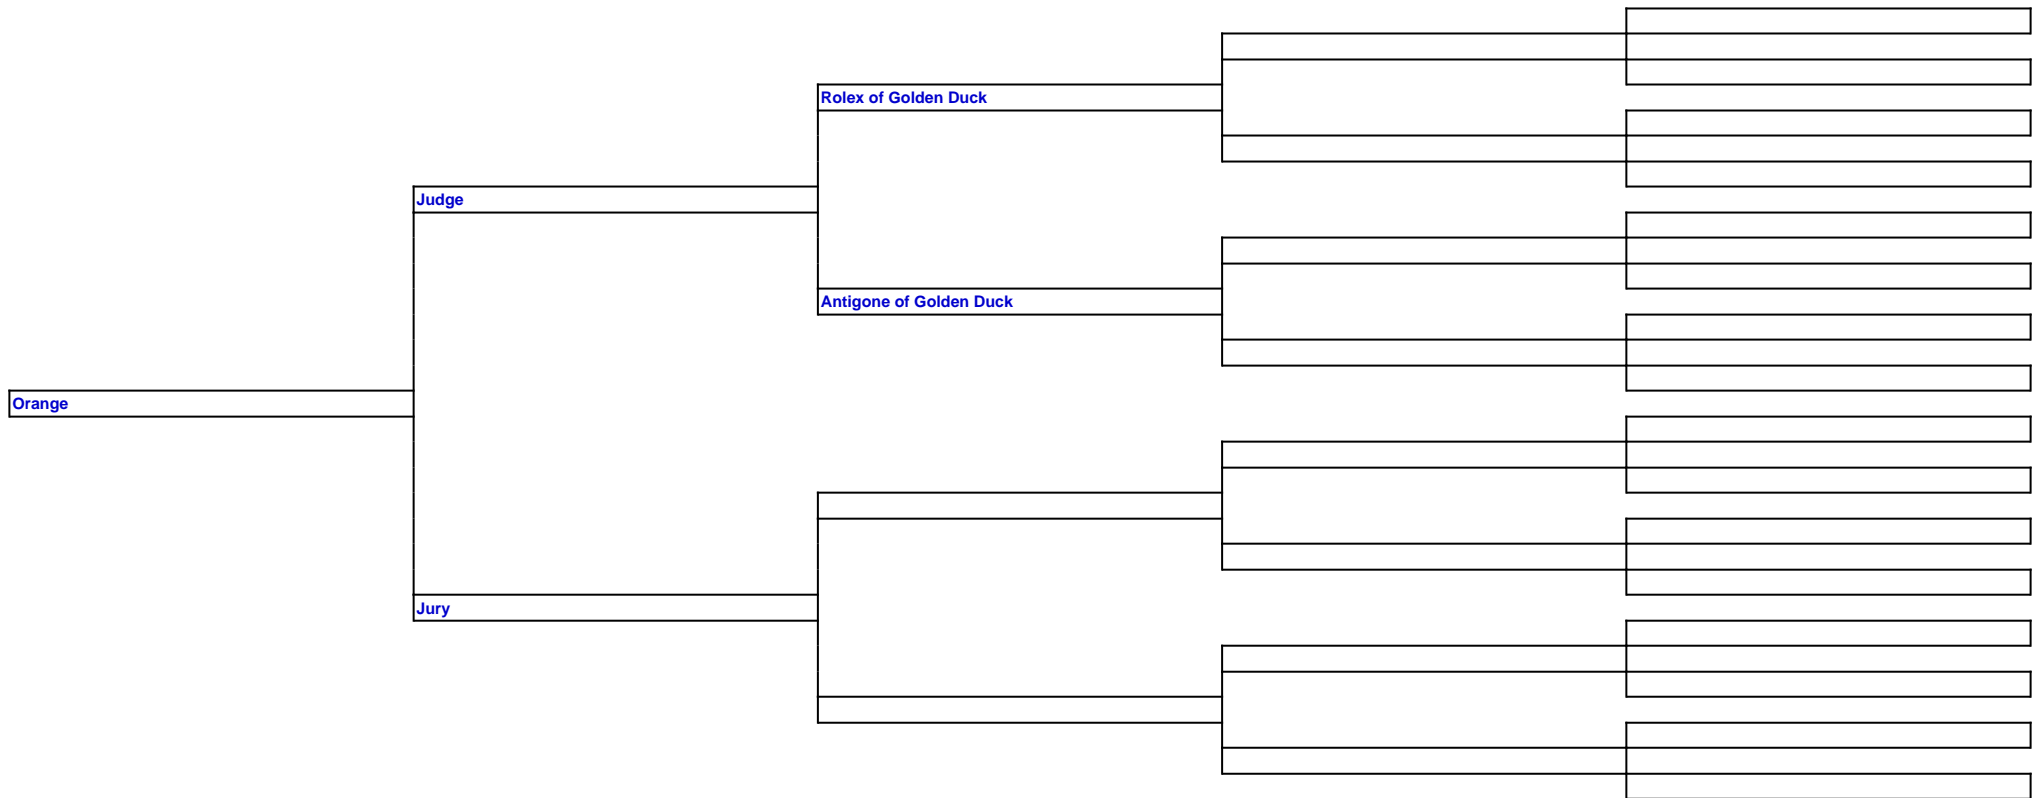 Rolex of Golden Duck
Judge
Antigone of Golden Duck
Orange
Jury